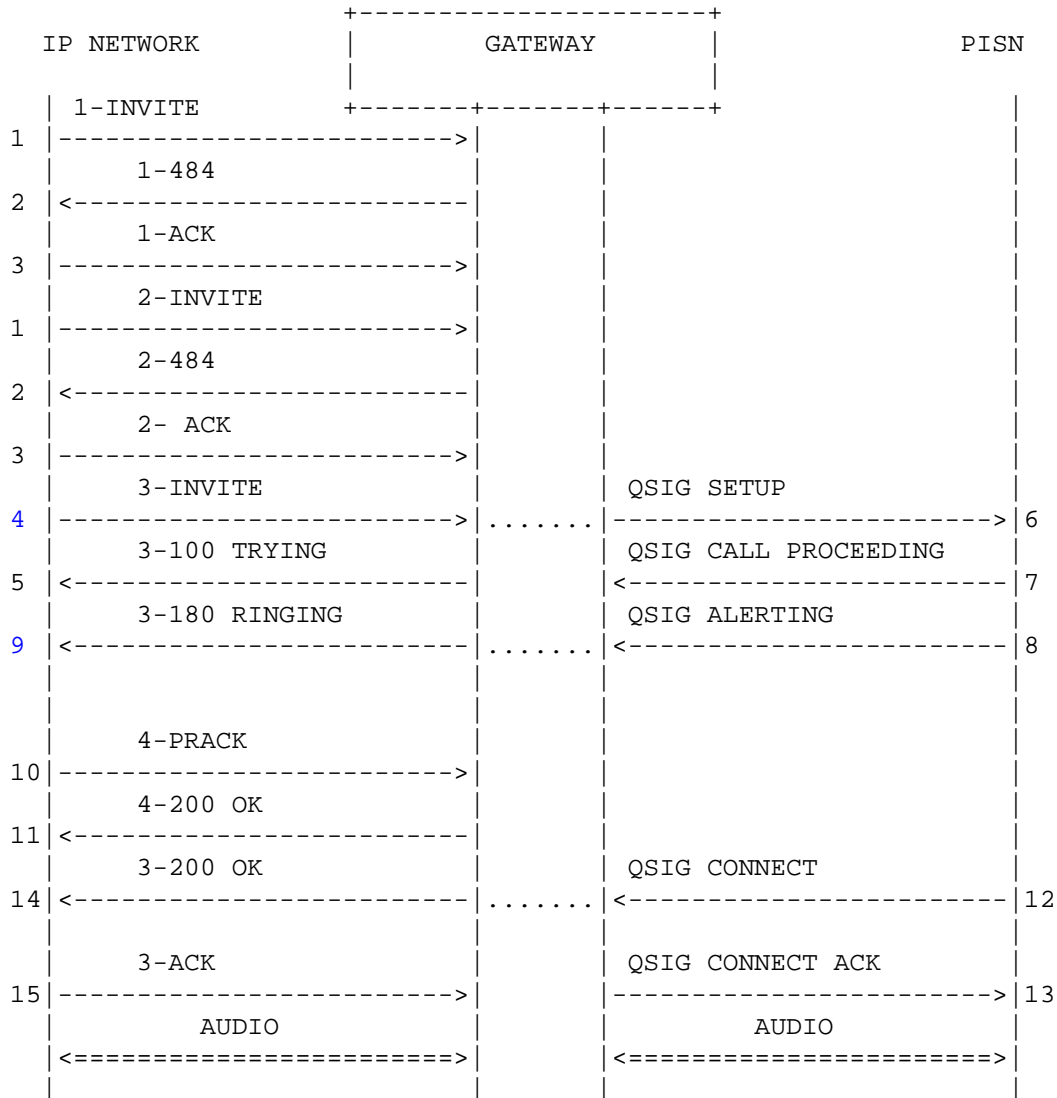 +----------------------+
  IP NETWORK         |        GATEWAY       |               PISN
                     |                      |
  | 1-INVITE         +-------+-------+------+                  |
1 |------------------------->|       |                         |
  |     1-484                |       |                         |
2 |<-------------------------|       |                         |
  |     1-ACK                |       |                         |
3 |------------------------->|       |                         |
  |     2-INVITE             |       |                         |
1 |------------------------->|       |                         |
  |     2-484                |       |                         |
2 |<-------------------------|       |                         |
  |     2- ACK               |       |                         |
3 |------------------------->|       |                         |
  |     3-INVITE             |       | QSIG SETUP              |
4 |------------------------->|.......|------------------------>|6
  |     3-100 TRYING         |       | QSIG CALL PROCEEDING    |
5 |<-------------------------|       |<------------------------|7
  |     3-180 RINGING        |       | QSIG ALERTING           |
9 |<-------------------------|.......|<------------------------|8
  |                          |       |                         |
  |                          |       |                         |
  |     4-PRACK              |       |                         |
10|------------------------->|       |                         |
  |     4-200 OK             |       |                         |
11|<-------------------------|       |                         |
  |     3-200 OK             |       | QSIG CONNECT            |
14|<-------------------------|.......|<------------------------|12
  |                          |       |                         |
  |     3-ACK                |       | QSIG CONNECT ACK        |
15|------------------------->|       |------------------------>|13
  |         AUDIO            |       |         AUDIO           |
  |<========================>|       |<=======================>|
  |                          |       |                         |